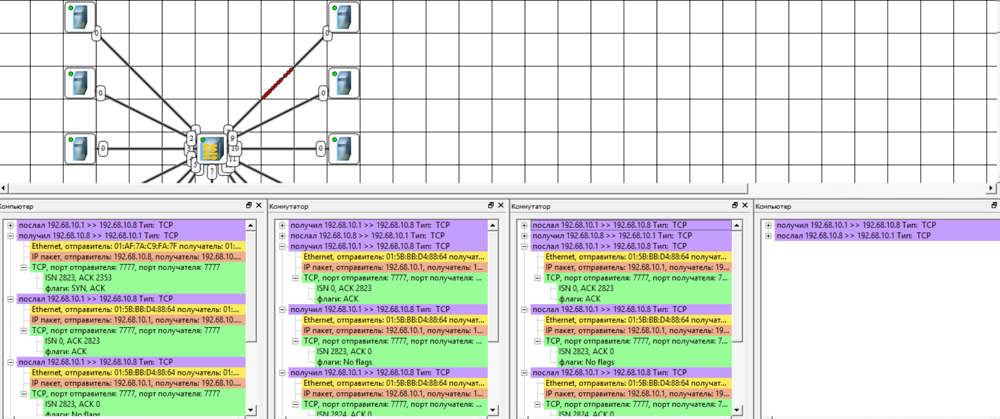 0
0
0
0
2
9
0
3
10
0
4
11
5
7
Компьютер
послал 192.68.10.1 >> 192.68.10.8 Тип: TCP
получил 192.68.10.8 >> 192.68.10.1 Тип: TCP
Ethernet, отправитель: 01:AF:7A:C9:FA:7F получатель: 01:...
IP пакет, отправитель: 192.68.10.8, получатель: 192.68.10....
TCP, порт отправителя: 7777, порт получателя: 7777
ISN 2823, ACK 2353
флаги: SYN, ACK
послал 192.68.10.1 >> 192.68.10.8 Тип: TCP
Ethernet, отправитель: 01:5B:BB:D4:88:64 получатель: 01:...
IP пакет, отправитель: 192.68.10.1, получатель: 192.68.10....
TCP, порт отправителя: 7777, порт получателя: 7777
ISN 0, ACK 2823
флаги: ACK
послал 192.68.10.1 >> 192.68.10.8 Тип: TCP
Ethernet, отправитель: 01:5B:BB:D4:88:64 получатель: 01:...
IP пакет, отправитель: 192.68.10.1, получатель: 192.68.10....
TCP, порт отправителя: 7777, порт получателя: 7777
ISN 2823, ACK 0
флаги: No flags
Коммутатор
получил 192.68.10.1 >> 192.68.10.8 Тип: TCP
послал 192.68.10.8 >> 192.68.10.1 Тип: TCP
получил 192.68.10.1 >> 192.68.10.8 Тип: TCP
Ethernet, отправитель: 01:5B:BB:D4:88:64 получат...
IP пакет, отправитель: 192.68.10.1, получатель: 1...
TCP, порт отправителя: 7777, порт получателя: ...
ISN 0, ACK 2823
флаги: ACK
получил 192.68.10.1 >> 192.68.10.8 Тип: TCP
Ethernet, отправитель: 01:5B:BB:D4:88:64 получат...
IP пакет, отправитель: 192.68.10.1, получатель: 1...
TCP, порт отправителя: 7777, порт получателя: ...
ISN 2823, ACK 0
флаги: No flags
получил 192.68.10.1 >> 192.68.10.8 Тип: TCP
Ethernet, отправитель: 01:5B:BB:D4:88:64 получат...
IP пакет, отправитель: 192.68.10.1, получатель: 1...
TCP, порт отправителя: 7777, порт получателя: ...
ISN 2824, ACK 0
Коммутатор
послал 192.68.10.1 >> 192.68.10.8 Тип: TCP
получил 192.68.10.8 >> 192.68.10.1 Тип: TCP
послал 192.68.10.1 >> 192.68.10.8 Тип: TCP
Ethernet, отправитель: 01:5B:BB:D4:88:64 получат...
IP пакет, отправитель: 192.68.10.1, получатель: 19...
TCP, порт отправителя: 7777, порт получателя: 7...
ISN 0, ACK 2823
флаги: ACK
послал 192.68.10.1 >> 192.68.10.8 Тип: TCP
Ethernet, отправитель: 01:5B:BB:D4:88:64 получат...
IP пакет, отправитель: 192.68.10.1, получатель: 19...
TCP, порт отправителя: 7777, порт получателя: 7...
ISN 2823, ACK 0
флаги: No flags
послал 192.68.10.1 >> 192.68.10.8 Тип: TCP
Ethernet, отправитель: 01:5B:BB:D4:88:64 получат...
IP пакет, отправитель: 192.68.10.1, получатель: 19...
TCP, порт отправителя: 7777, порт получателя: 7...
ISN 2824, ACK 0
Компьютер
получил 192.68.10.1 >> 192.68.10.8 Тип: TCP
послал 192.68.10.8 >> 192.68.10.1 Тип: TCP